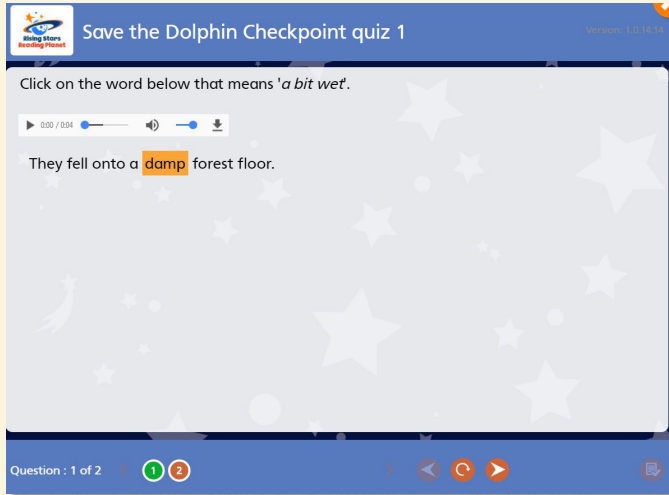 Rising Stars
Reading Planet
Save the Dolphin Checkpoint quiz 1
Version: 1.0.14.14
Click on the word below that means 'a bit wet'.
0:00 / 0:04
They fell onto a damp forest floor.
Question : 1 of 2
1 2